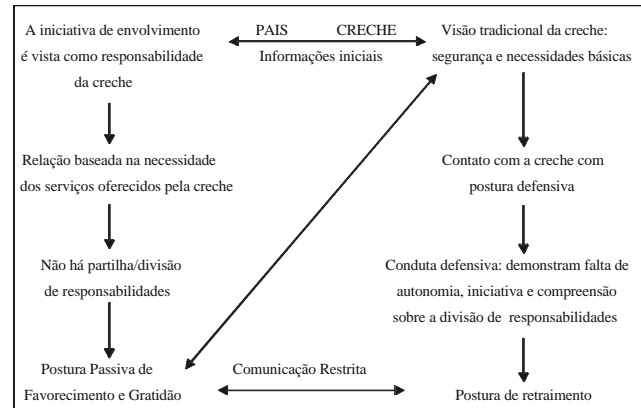 A iniciativa de envolvimento
é vista como responsabilidade
da creche
PAIS CRECHE
Informações iniciais
Visão tradicional da creche:
segurança e necessidades básicas
Relação baseada na necessidade
dos serviços oferecidos pela creche
Contato com a creche com
postura defensiva
Não há partilha/divisão
de responsabilidades
Conduta defensiva: demonstram falta de
autonomia, iniciativa e compreensão
sobre a divisão de responsabilidades
Postura Passiva de
Favorecimento e Gratidão
Comunicação Restrita
Postura de retraimento